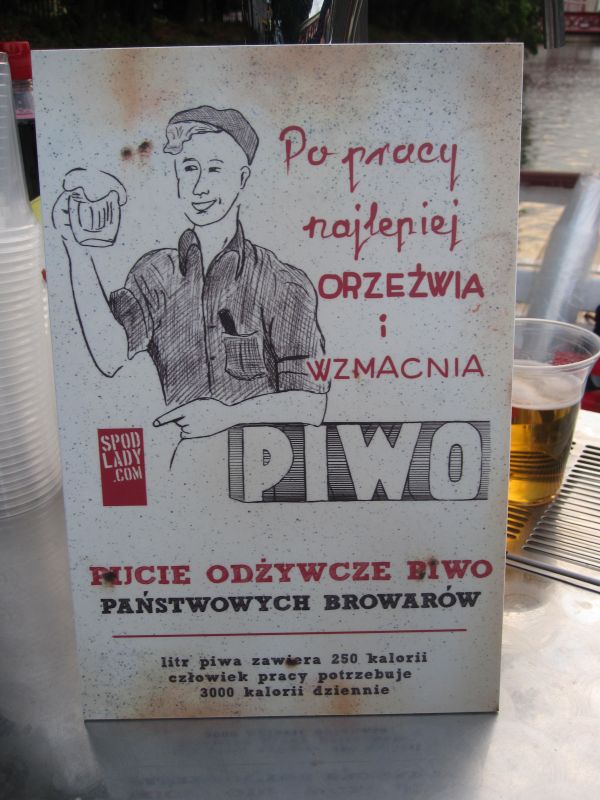 Po pracy
najlepiej
ORZEŹWIA
i
WZMACNIA
SPOD
LADY
.COM
PIWO
PIJCIE ODŻYWCZE PIWO
PAŃSTWOWYCH BROWARÓW
litr piwa zawiera 250 kalorii
człowiek pracy potrzebuje
3000 kalorii dziennie